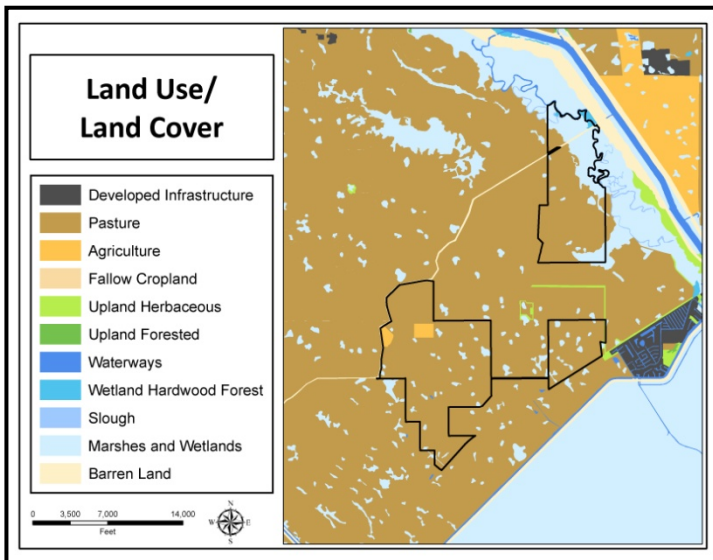 Land Use/
Land Cover
Developed Infrastructure
Pasture
Agriculture
Fallow Cropland
Upland Herbaceous
Upland Forested
Waterways
Wetland Hardwood Forest
Slough
Marshes and Wetlands
Barren Land
0 3,500 7,000 14,000
Feet
N
W E
S